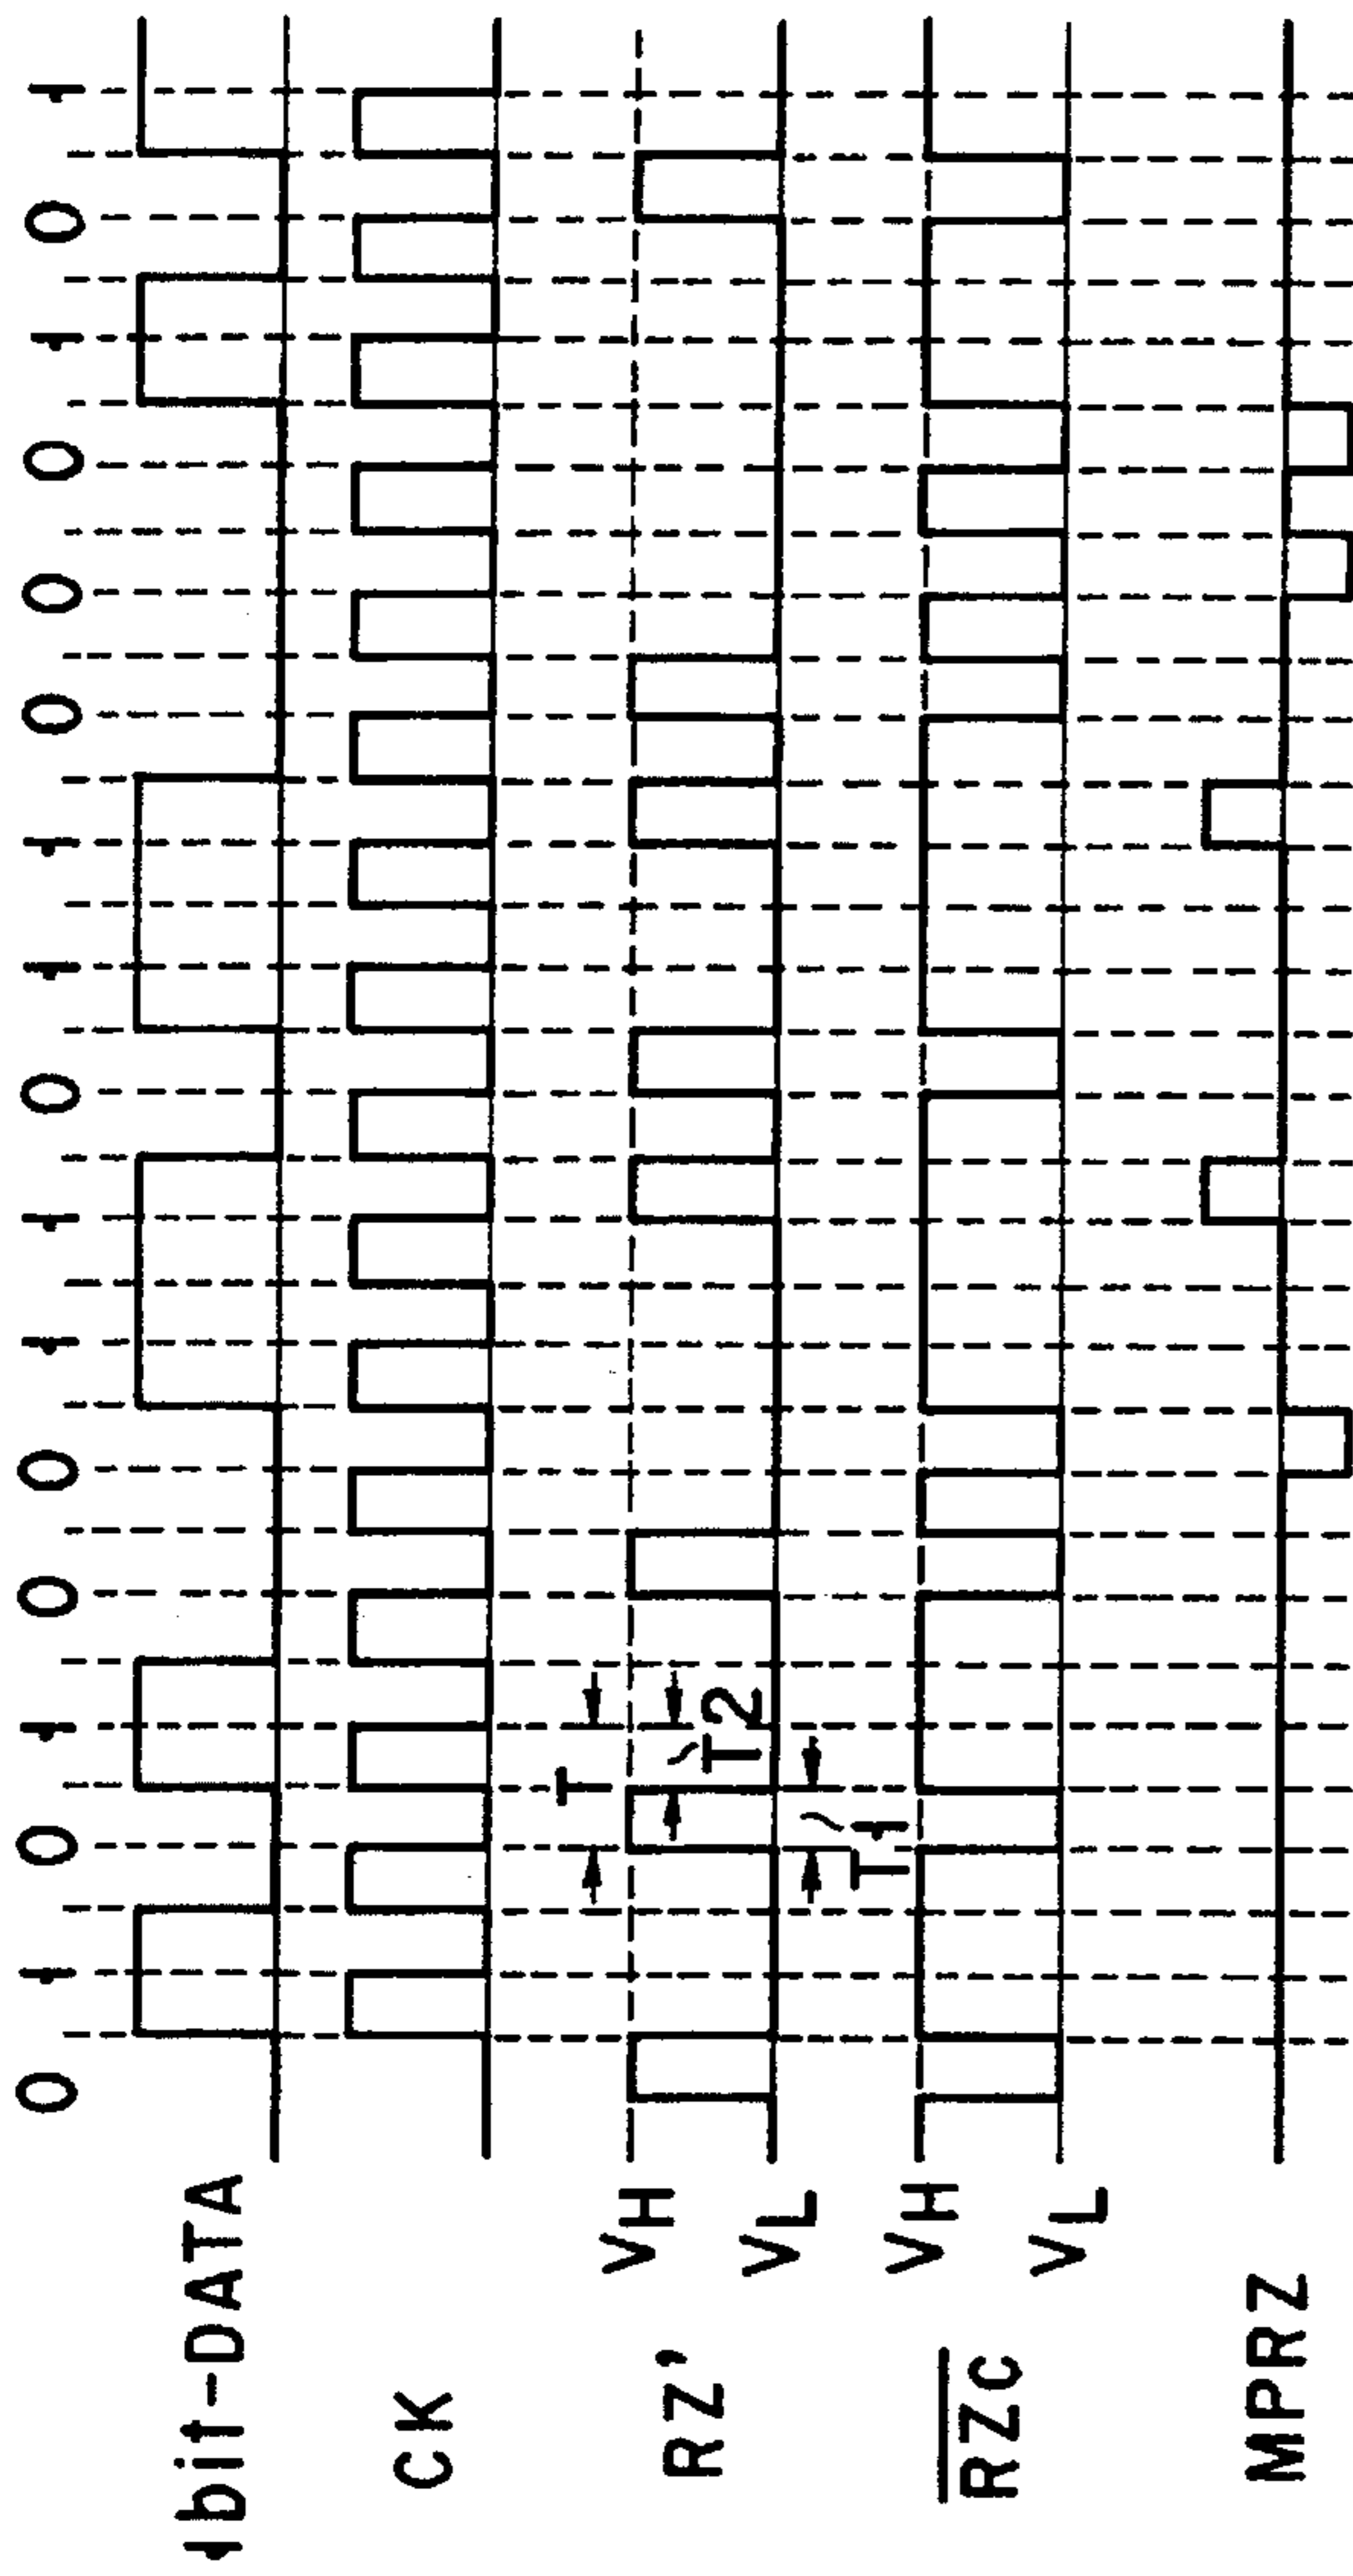 0 1 0 1 0 0 1 1 0 1 1 0 0 0 1 0 1
1bit-DATA
CK
T
VH
RZ'
T2
VL
T1
VH
R̅Z̅C̅
VL
MPRZ